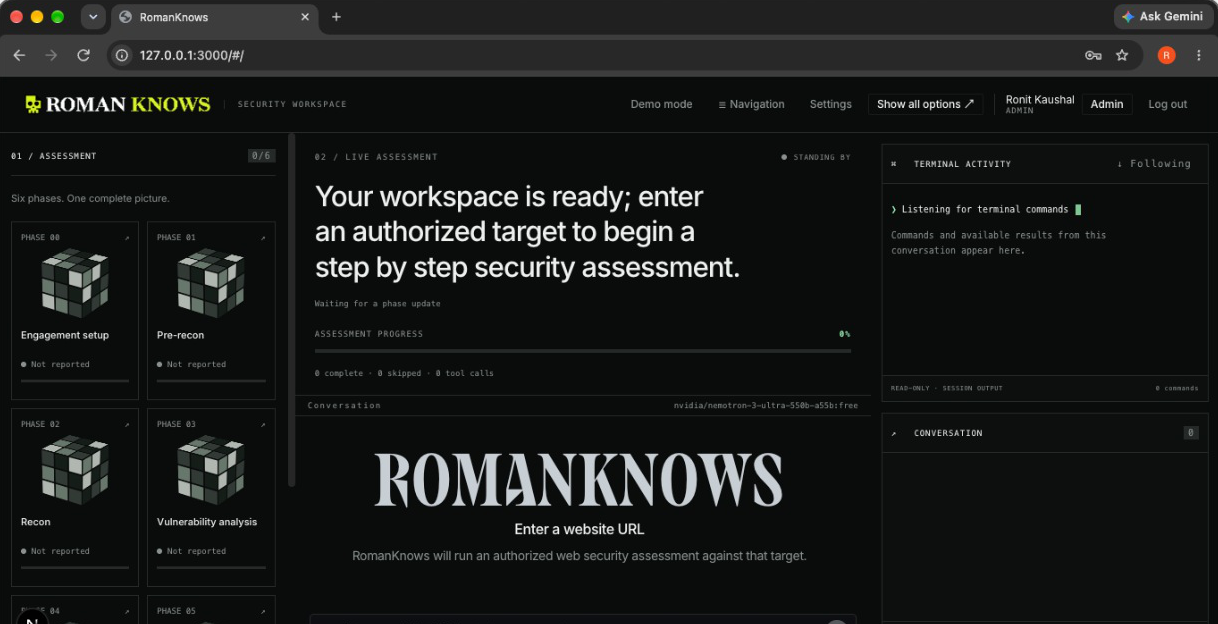 RomanKnows
Ask Gemini
127.0.0.1:3000/#/
R
ROMAN KNOWS
SECURITY WORKSPACE
Demo mode
≡ Navigation
Settings
Show all options ↗
Ronit Kaushal
ADMIN
Admin
Log out
01 / ASSESSMENT
0/6
Six phases. One complete picture.
PHASE 00 ↗
Engagement setup
Not reported
PHASE 01 ↗
Pre-recon
Not reported
PHASE 02 ↗
Recon
Not reported
PHASE 03 ↗
Vulnerability analysis
Not reported
04 ↗
PHASE 05 ↗
02 / LIVE ASSESSMENT
STANDING BY
Your workspace is ready; enter
an authorized target to begin a
step by step security assessment.
Waiting for a phase update
ASSESSMENT PROGRESS
0%
0 complete · 0 skipped · 0 tool calls
Conversation
nvidia/nemotron-3-ultra-550b-a55b:free
ROMANKNOWS
Enter a website URL
RomanKnows will run an authorized web security assessment against that target.
⌘ TERMINAL ACTIVITY
↓ Following
❯ Listening for terminal commands
Commands and available results from this
conversation appear here.
READ-ONLY · SESSION OUTPUT
0 commands
↗ CONVERSATION
0